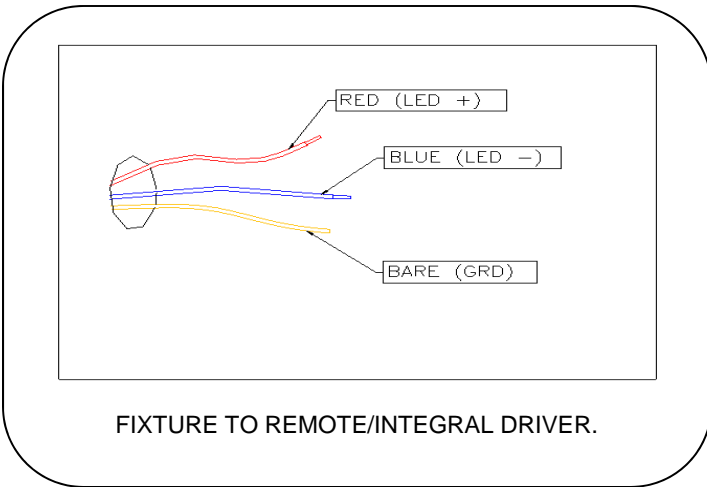 RED (LED +)
BLUE (LED -)
BARE (GRD)
FIXTURE TO REMOTE/INTEGRAL DRIVER.